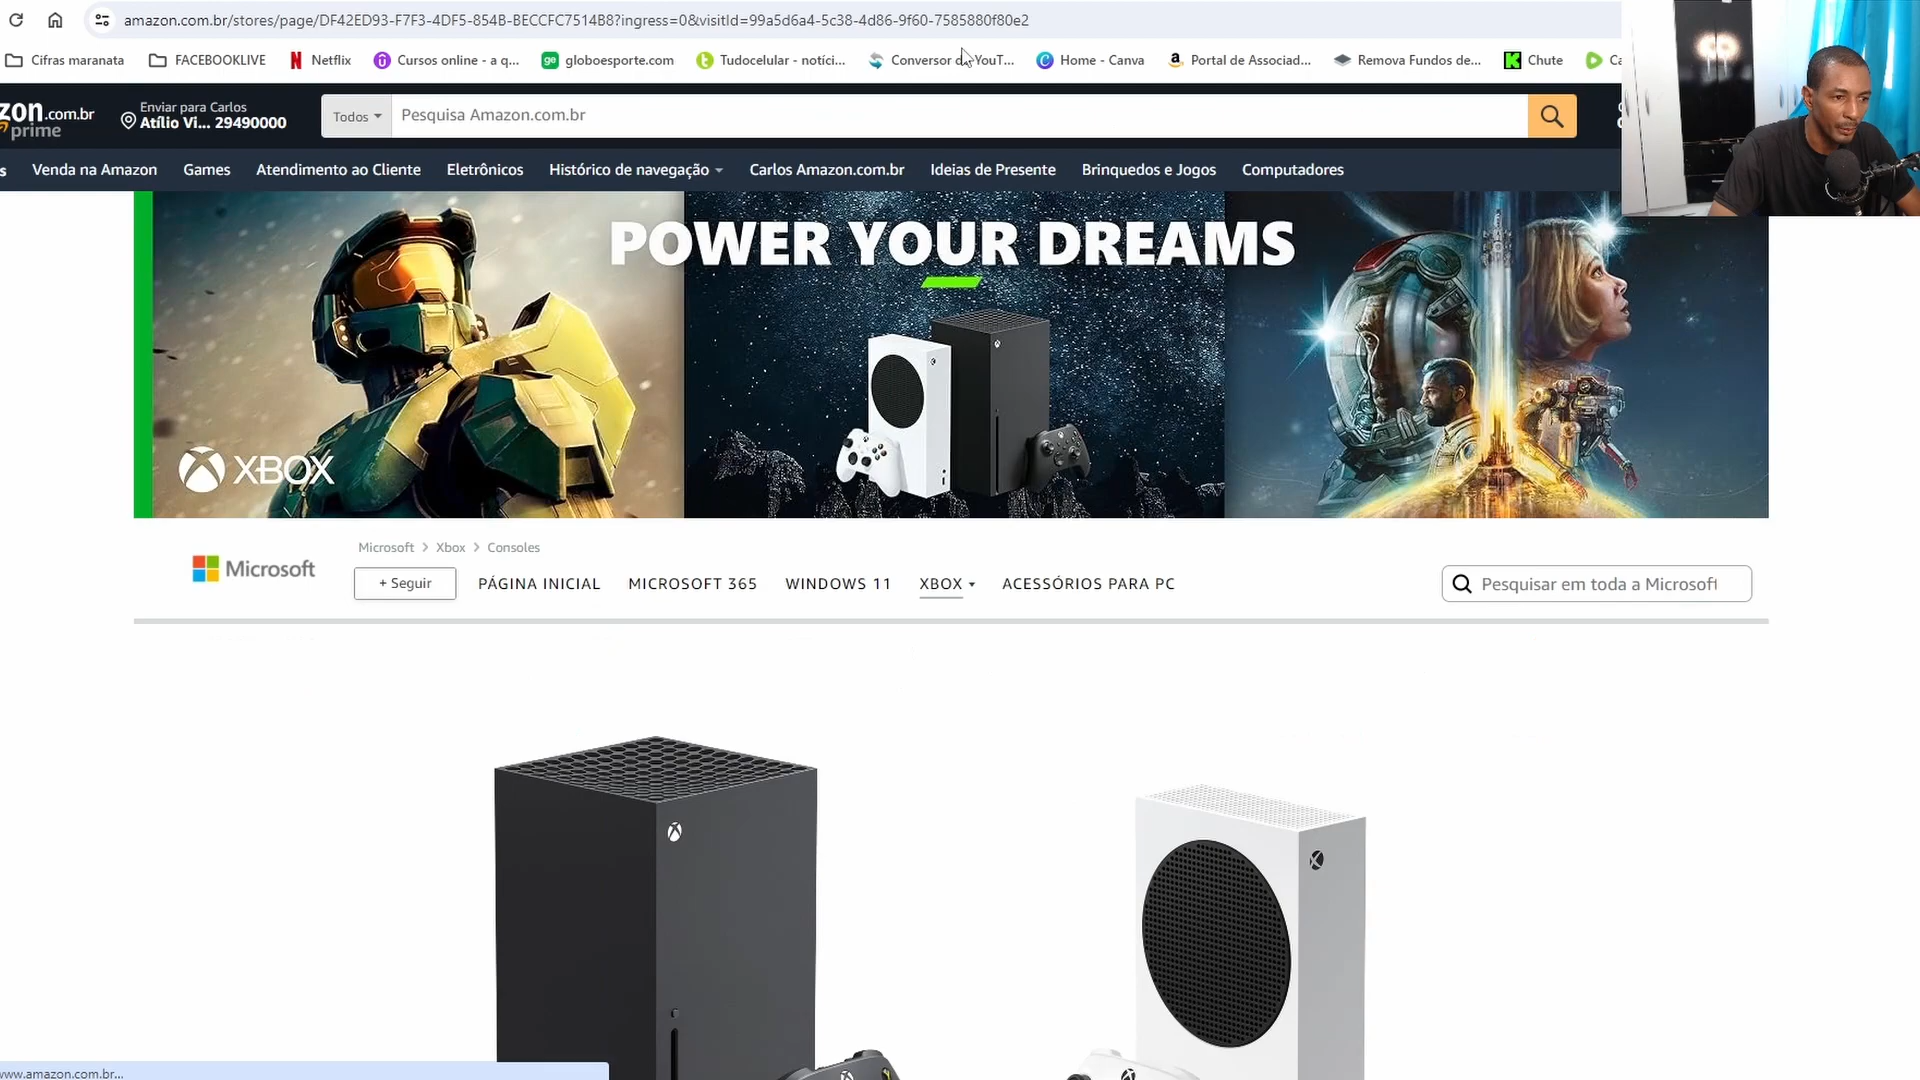 amazon.com.br/stores/page/DF42ED93-F7F3-4DF5-854B-BECCFC7514B8?ingress=0&visitId=99a5d6a4-5c38-4d86-9f60-7585880f80e2
Cifras maranata FACEBOOKLIVE Netflix Cursos online - a q... globoesporte.com Tudocelular - notíci... Conversor d YouT... Home - Canva Portal de Associad... Remova Fundos de... Chute
zon.com.br
prime
Enviar para Carlos
Atílio Vi... 29490000
Todos
Pesquisa Amazon.com.br
s Venda na Amazon Games Atendimento ao Cliente Eletrônicos Histórico de navegação Carlos Amazon.com.br Ideias de Presente Brinquedos e Jogos Computadores
POWER YOUR DREAMS
XBOX
Microsoft
Microsoft > Xbox > Consoles
+ Seguir
PÁGINA INICIAL MICROSOFT 365 WINDOWS 11 XBOX ACESSÓRIOS PARA PC
Pesquisar em toda a Microsoft
www.amazon.com.br...